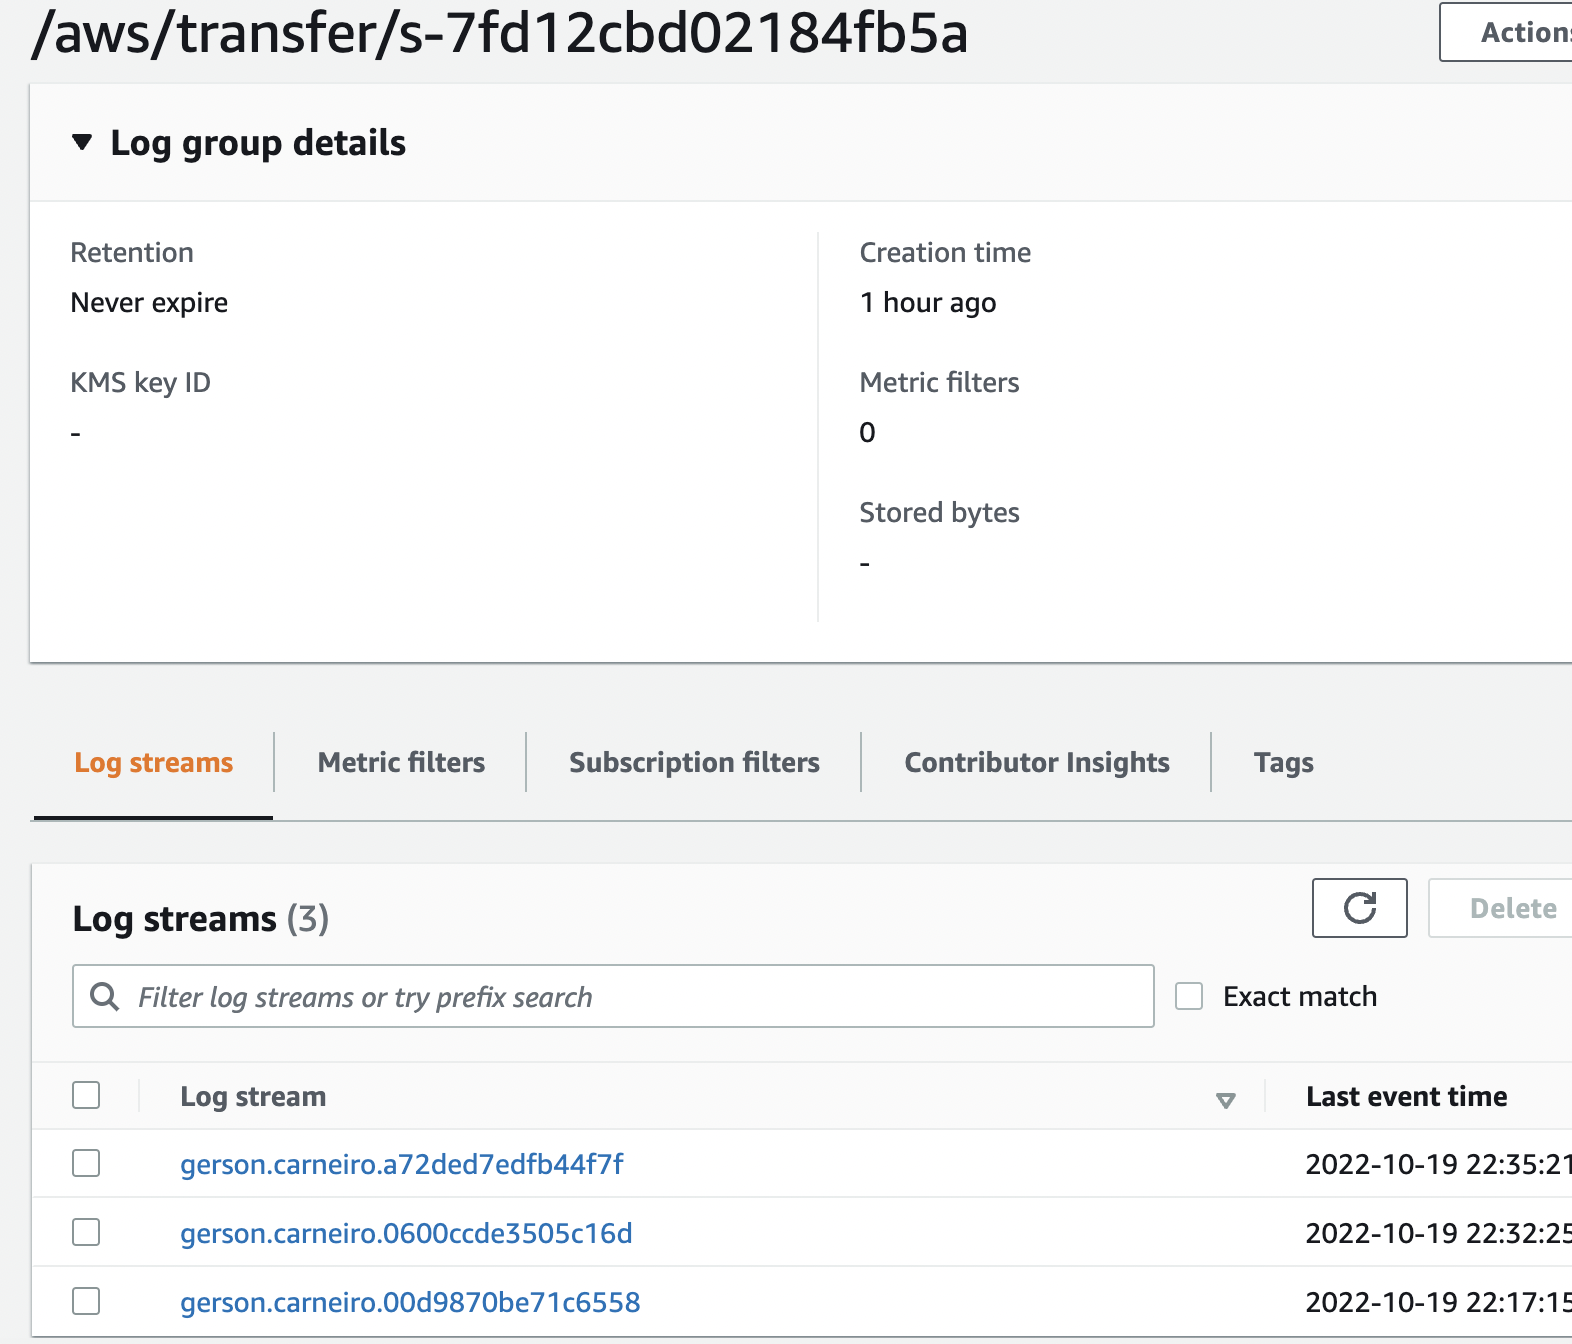 /aws/transfer/s-7fd12cbd02184fb5a
Action
Log group details
Retention
Creation time
Never expire
1 hour ago
KMS key ID
Metric filters
-
0
Stored bytes
-
Log streams
Metric filters
Subscription filters
Contributor Insights
Tags
Log streams (3)
Delete
Filter log streams or try prefix search
Exact match
Log stream
Last event time
gerson.carneiro.a72ded7edfb44f7f
2022-10-19 22:35:21
gerson.carneiro.0600ccde3505c16d
2022-10-19 22:32:25
gerson.carneiro.00d9870be71c6558
2022-10-19 22:17:15